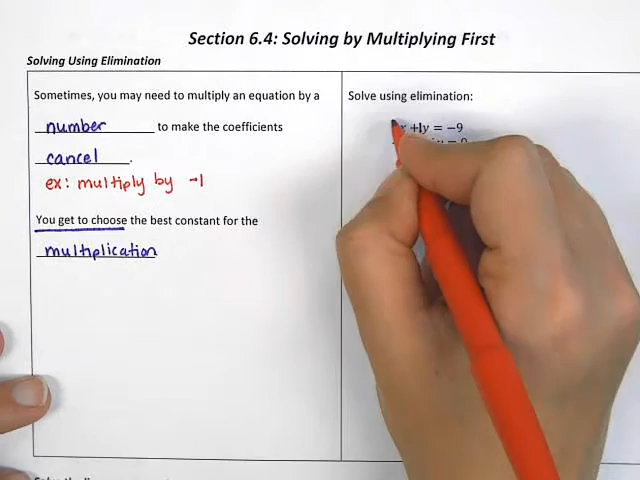 Section 6.4: Solving by Multiplying First
Solving Using Elimination
Sometimes, you may need to multiply an equation by a
number to make the coefficients
cancel.
ex: multiply by -1
You get to choose the best constant for the
multiplication
Solve using elimination:
x + 1y = −9
= 0